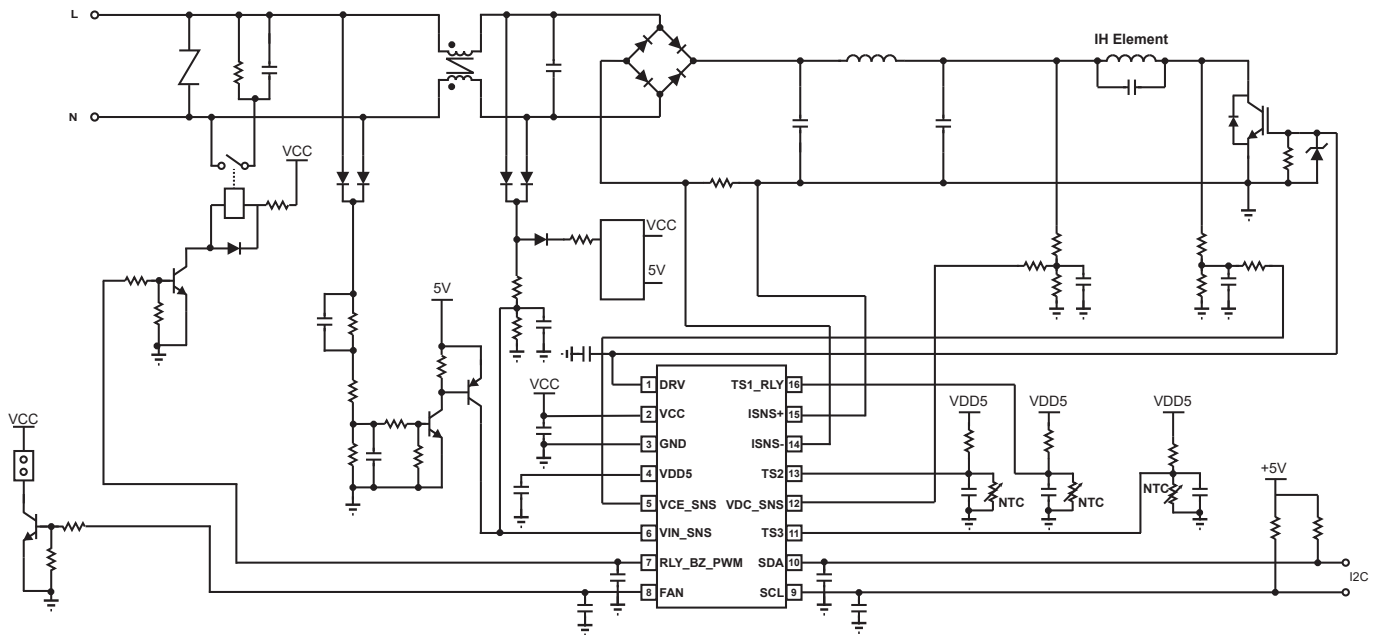 L
IH Element
N
VCC
VCC
5V
5V
VCC
VCC
1 DRV TS1_RLY 16
2 VCC ISNS+ 15
3 GND ISNS- 14
4 VDD5 TS2 13
5 VCE_SNS VDC_SNS 12
6 VIN_SNS TS3 11
7 RLY_BZ_PWM SDA 10
8 FAN SCL 9
VDD5 VDD5 VDD5
+5V
NTC NTC NTC
I2C